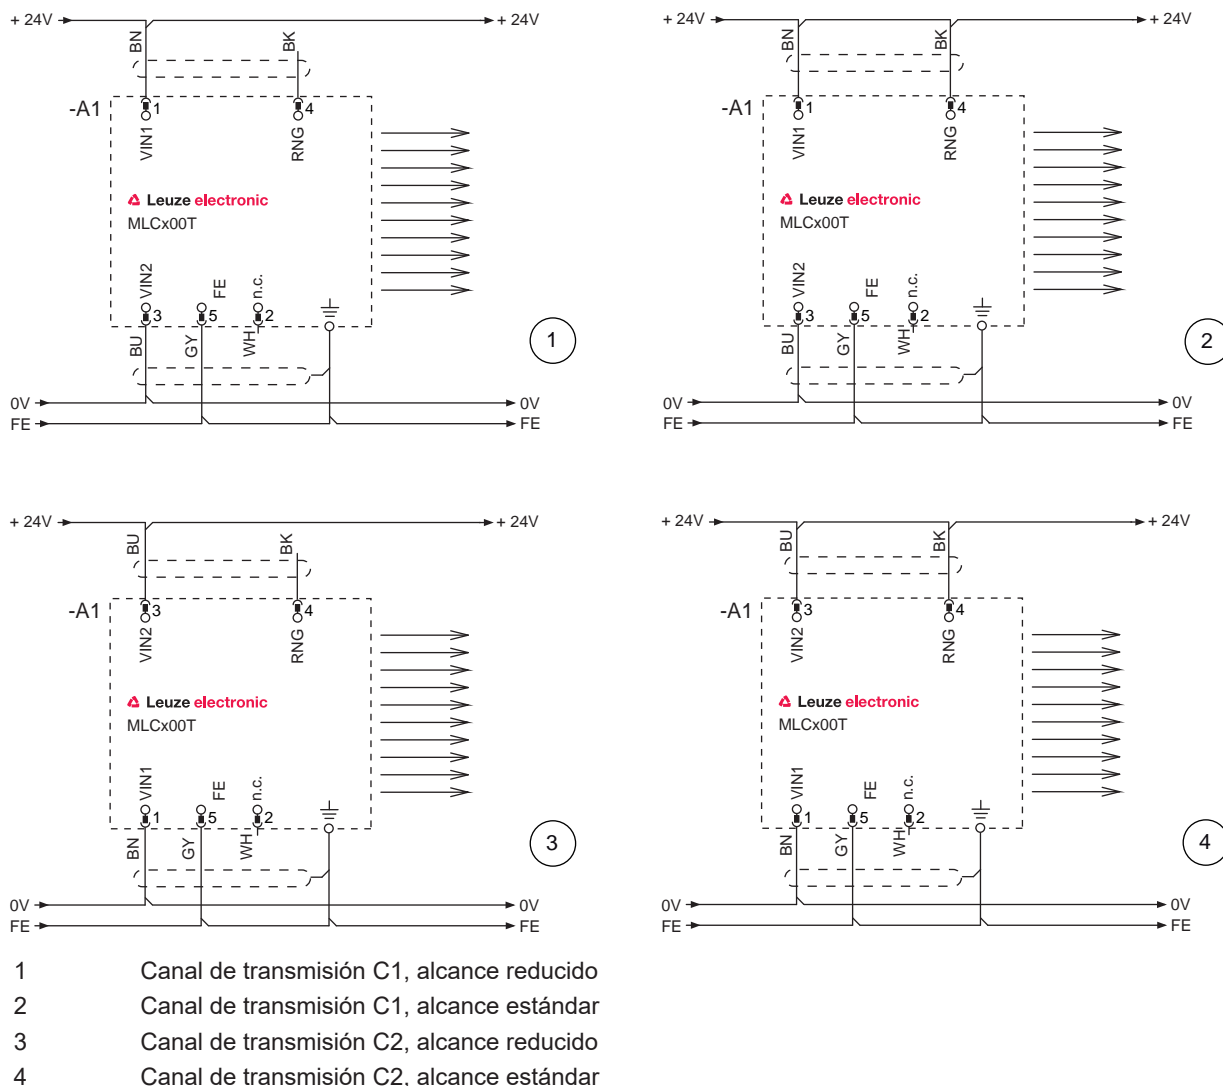 + 24V
+ 24V
BN
BK
-A1
1
4
VIN1
RNG
Leuze electronic
MLCx00T
VIN2
FE
n.c.
3
5
2
BU
GY
WH
1
0V
0V
FE
FE
+ 24V
+ 24V
BN
BK
-A1
1
4
VIN1
RNG
Leuze electronic
MLCx00T
VIN2
FE
n.c.
3
5
2
BU
GY
WH
2
0V
0V
FE
FE
+ 24V
+ 24V
BU
BK
-A1
3
4
VIN2
RNG
Leuze electronic
MLCx00T
VIN1
FE
n.c.
1
5
2
BN
GY
WH
3
0V
0V
FE
FE
+ 24V
+ 24V
BU
BK
-A1
3
4
VIN2
RNG
Leuze electronic
MLCx00T
VIN1
FE
n.c.
1
5
2
BN
GY
WH
4
0V
0V
FE
FE
1 Canal de transmisión C1, alcance reducido
2 Canal de transmisión C1, alcance estándar
3 Canal de transmisión C2, alcance reducido
4 Canal de transmisión C2, alcance estándar